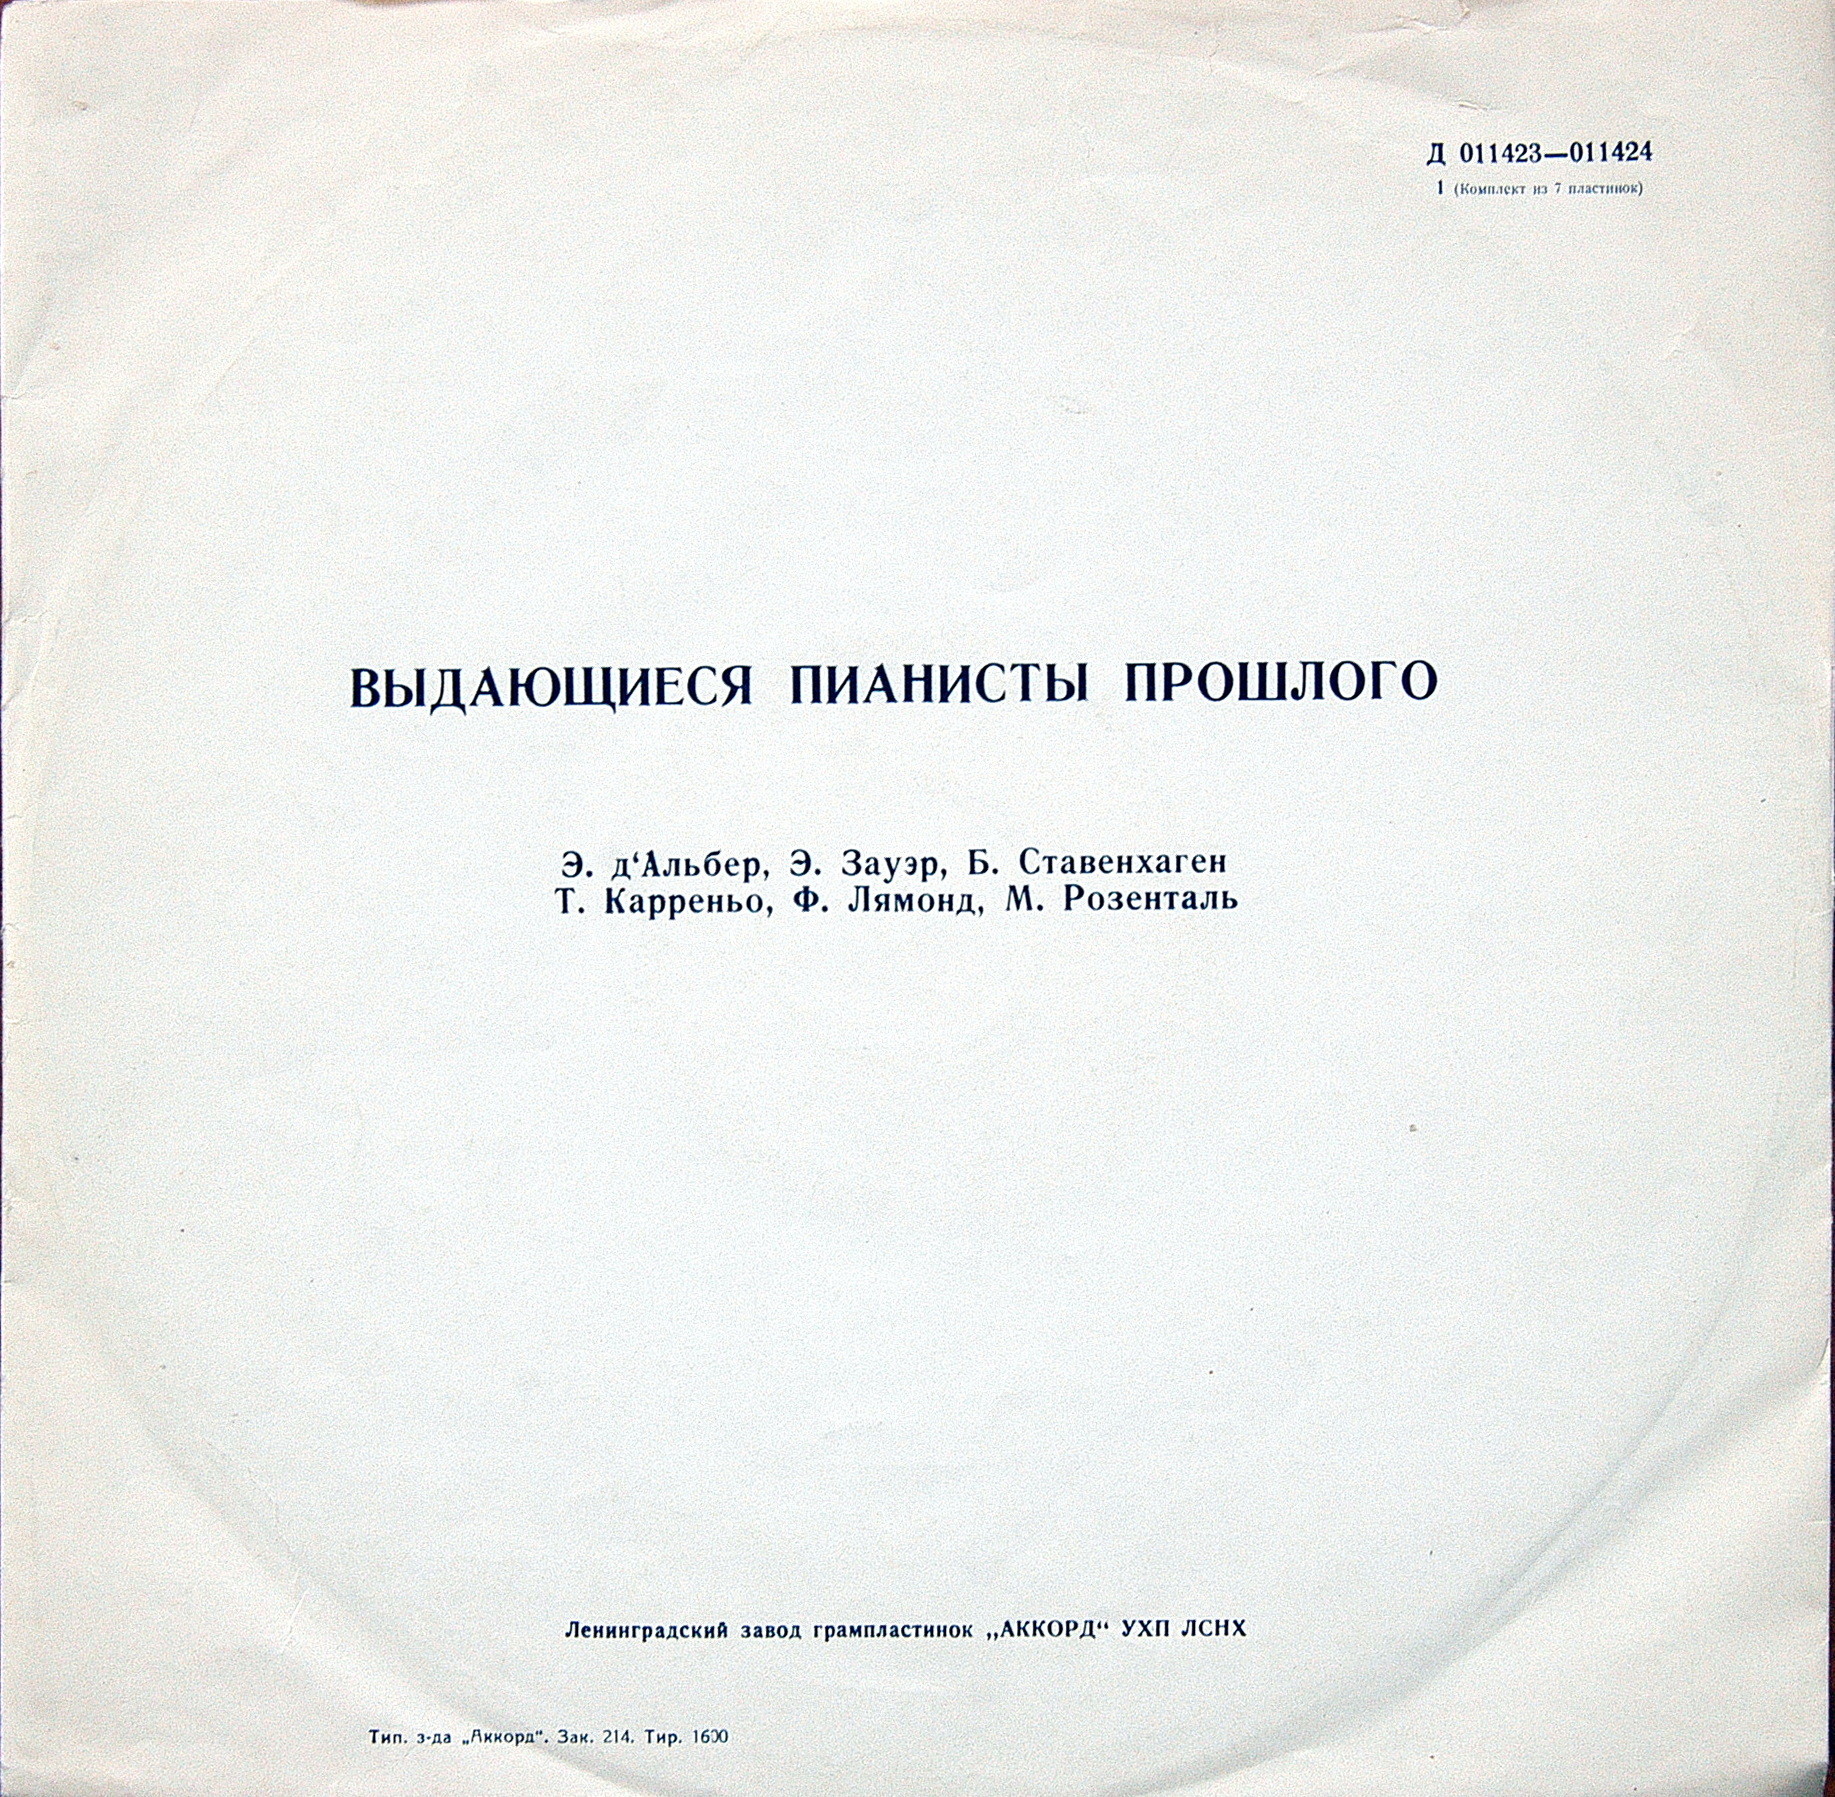 Д 011423—011424
1 (Комплект из 7 пластинок)
ВЫДАЮЩИЕСЯ ПИАНИСТЫ ПРОШЛОГО
Э. д‘Альбер, Э. Зауэр, Б. Ставенхаген
Т. Карреньо, Ф. Лямонд, М. Розенталь
Ленинградский завод грампластинок „АККОРД“ УХП ЛСНХ
Тип. з-да „Аккорд“. Зак. 214. Тир. 1600